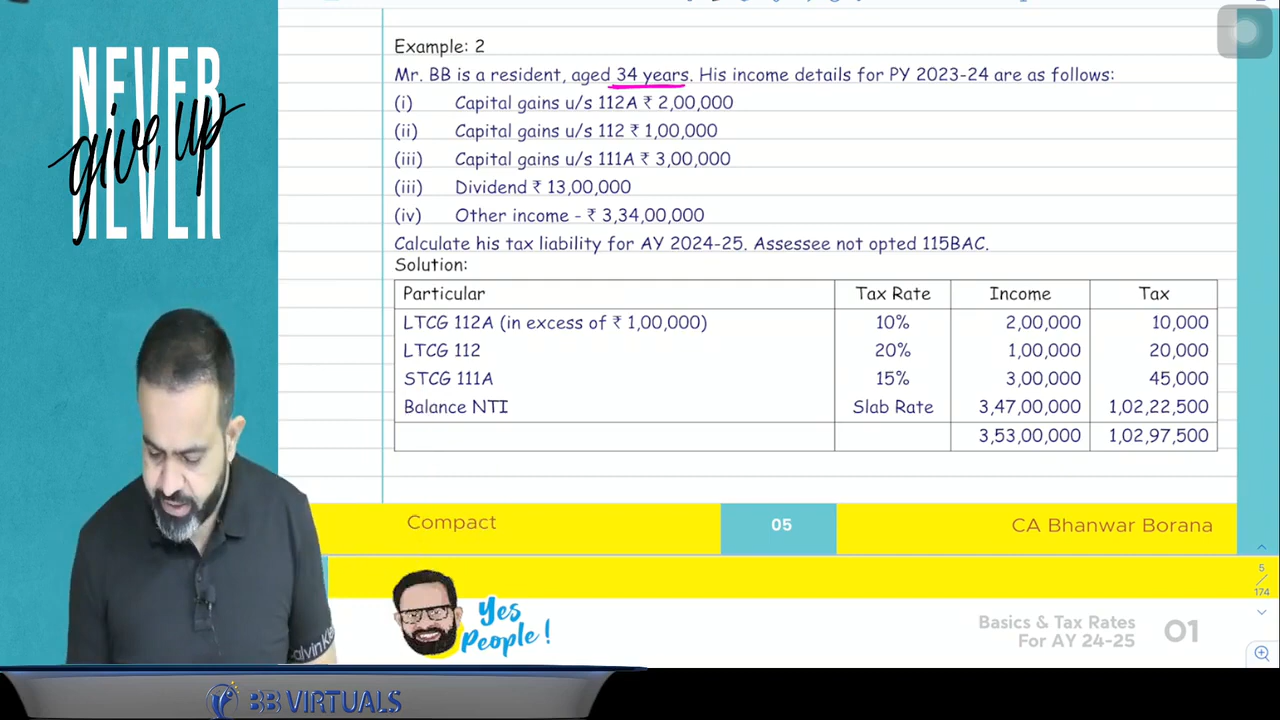 NEVER
give up
NEVER
Example: 2
Mr. BB is a resident, aged 34 years. His income details for PY 2023-24 are as follows:
(i) Capital gains u/s 112A ₹ 2,00,000
(ii) Capital gains u/s 112 ₹ 1,00,000
(iii) Capital gains u/s 111A ₹ 3,00,000
(iii) Dividend ₹ 13,00,000
(iv) Other income - ₹ 3,34,00,000
Calculate his tax liability for AY 2024-25. Assessee not opted 115BAC.
Solution:
Particular Tax Rate Income Tax
LTCG 112A (in excess of ₹ 1,00,000) 10% 2,00,000 10,000
LTCG 112 20% 1,00,000 20,000
STCG 111A 15% 3,00,000 45,000
Balance NTI Slab Rate 3,47,00,000 1,02,22,500
3,53,00,000 1,02,97,500
Compact 05 CA Bhanwar Borana
5
174
Yes
People !
Basics & Tax Rates
For AY 24-25
01
BB VIRTUALS